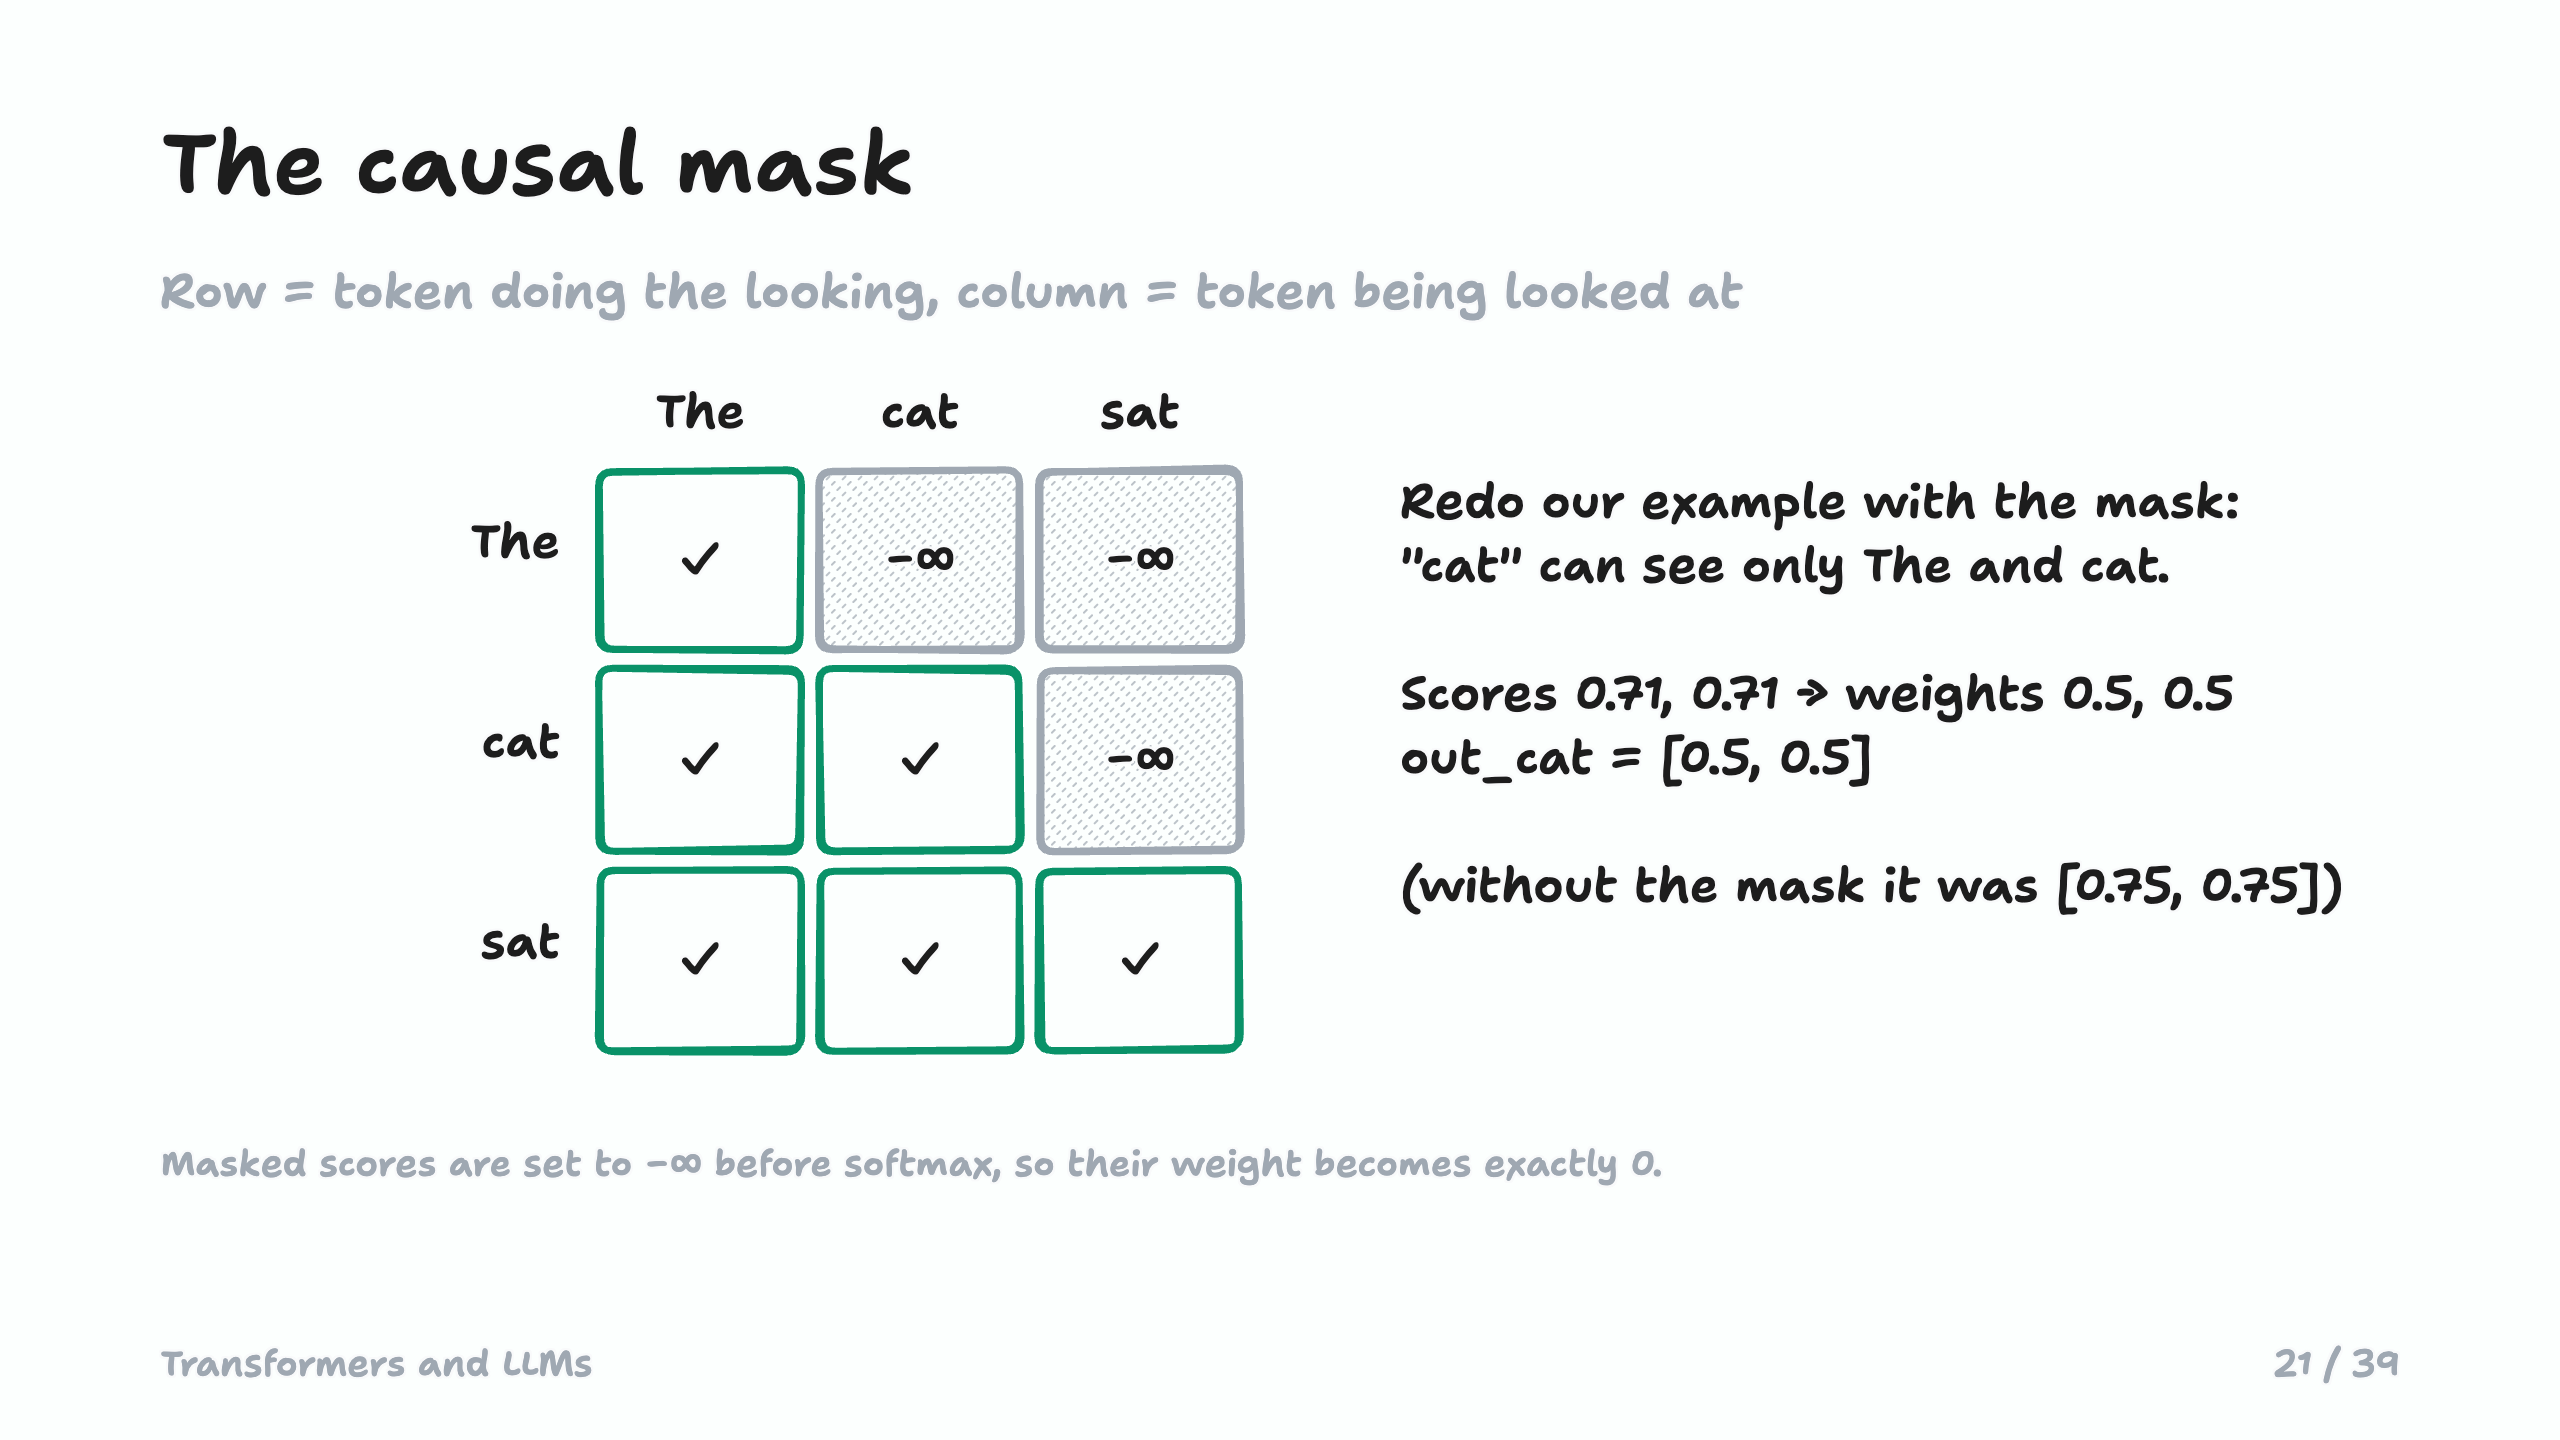 The causal mask
Row = token doing the looking, column = token being looked at
The cat sat
The ✓ -∞ -∞
cat ✓ ✓ -∞
sat ✓ ✓ ✓
Redo our example with the mask:
"cat" can see only The and cat.
Scores 0.71, 0.71 → weights 0.5, 0.5
out_cat = [0.5, 0.5]
(without the mask it was [0.75, 0.75])
Masked scores are set to -∞ before softmax, so their weight becomes exactly 0.
Transformers and LLMs
21 / 39